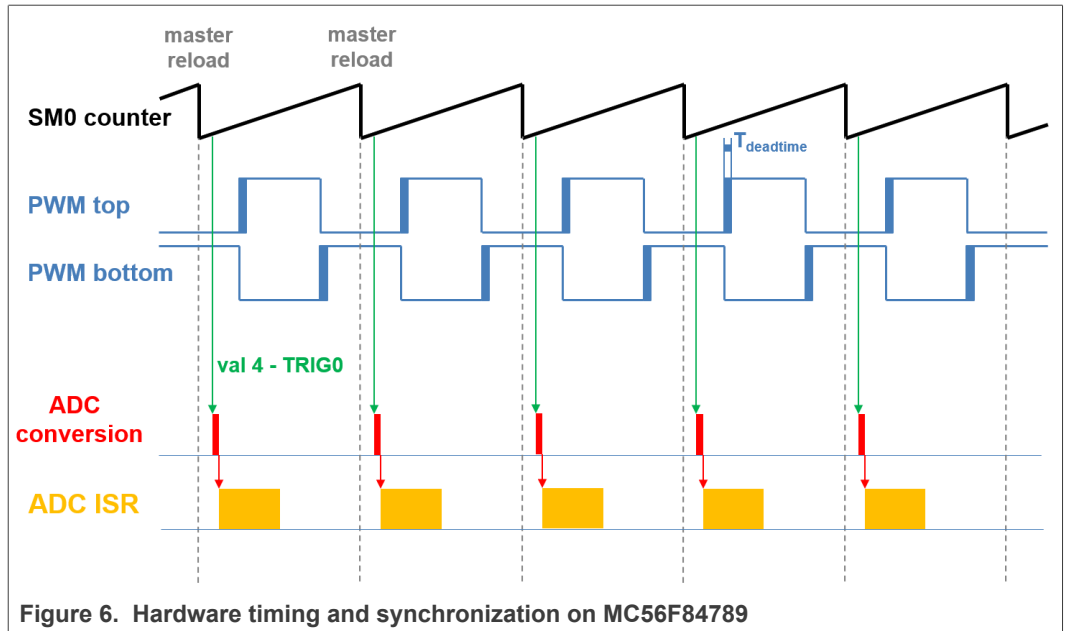 master master
reload reload
SM0 counter
Tdeadtime
PWM top
PWM bottom
val 4 - TRIG0
ADC
conversion
ADC ISR
Figure 6. Hardware timing and synchronization on MC56F84789